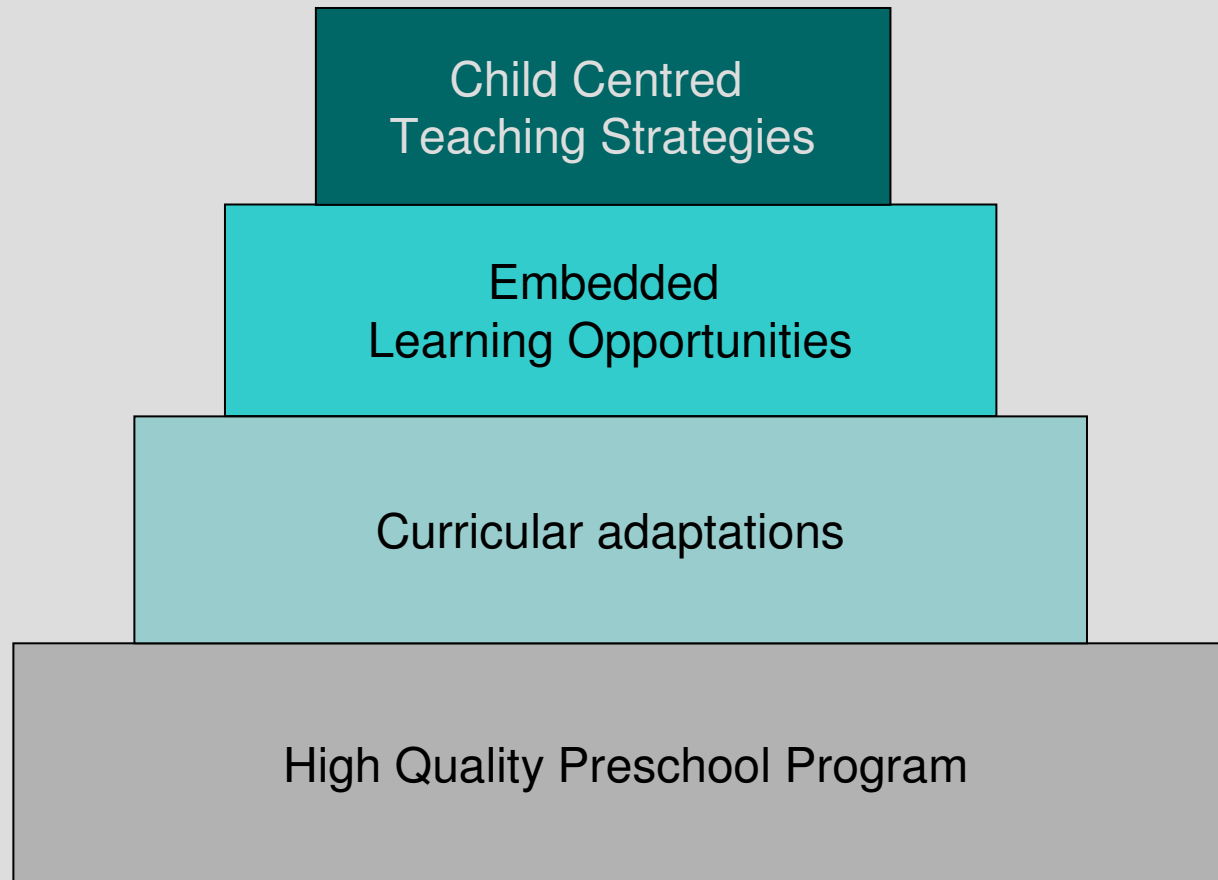 Child Centred
Teaching Strategies
Embedded
Learning Opportunities
Curricular adaptations
High Quality Preschool Program